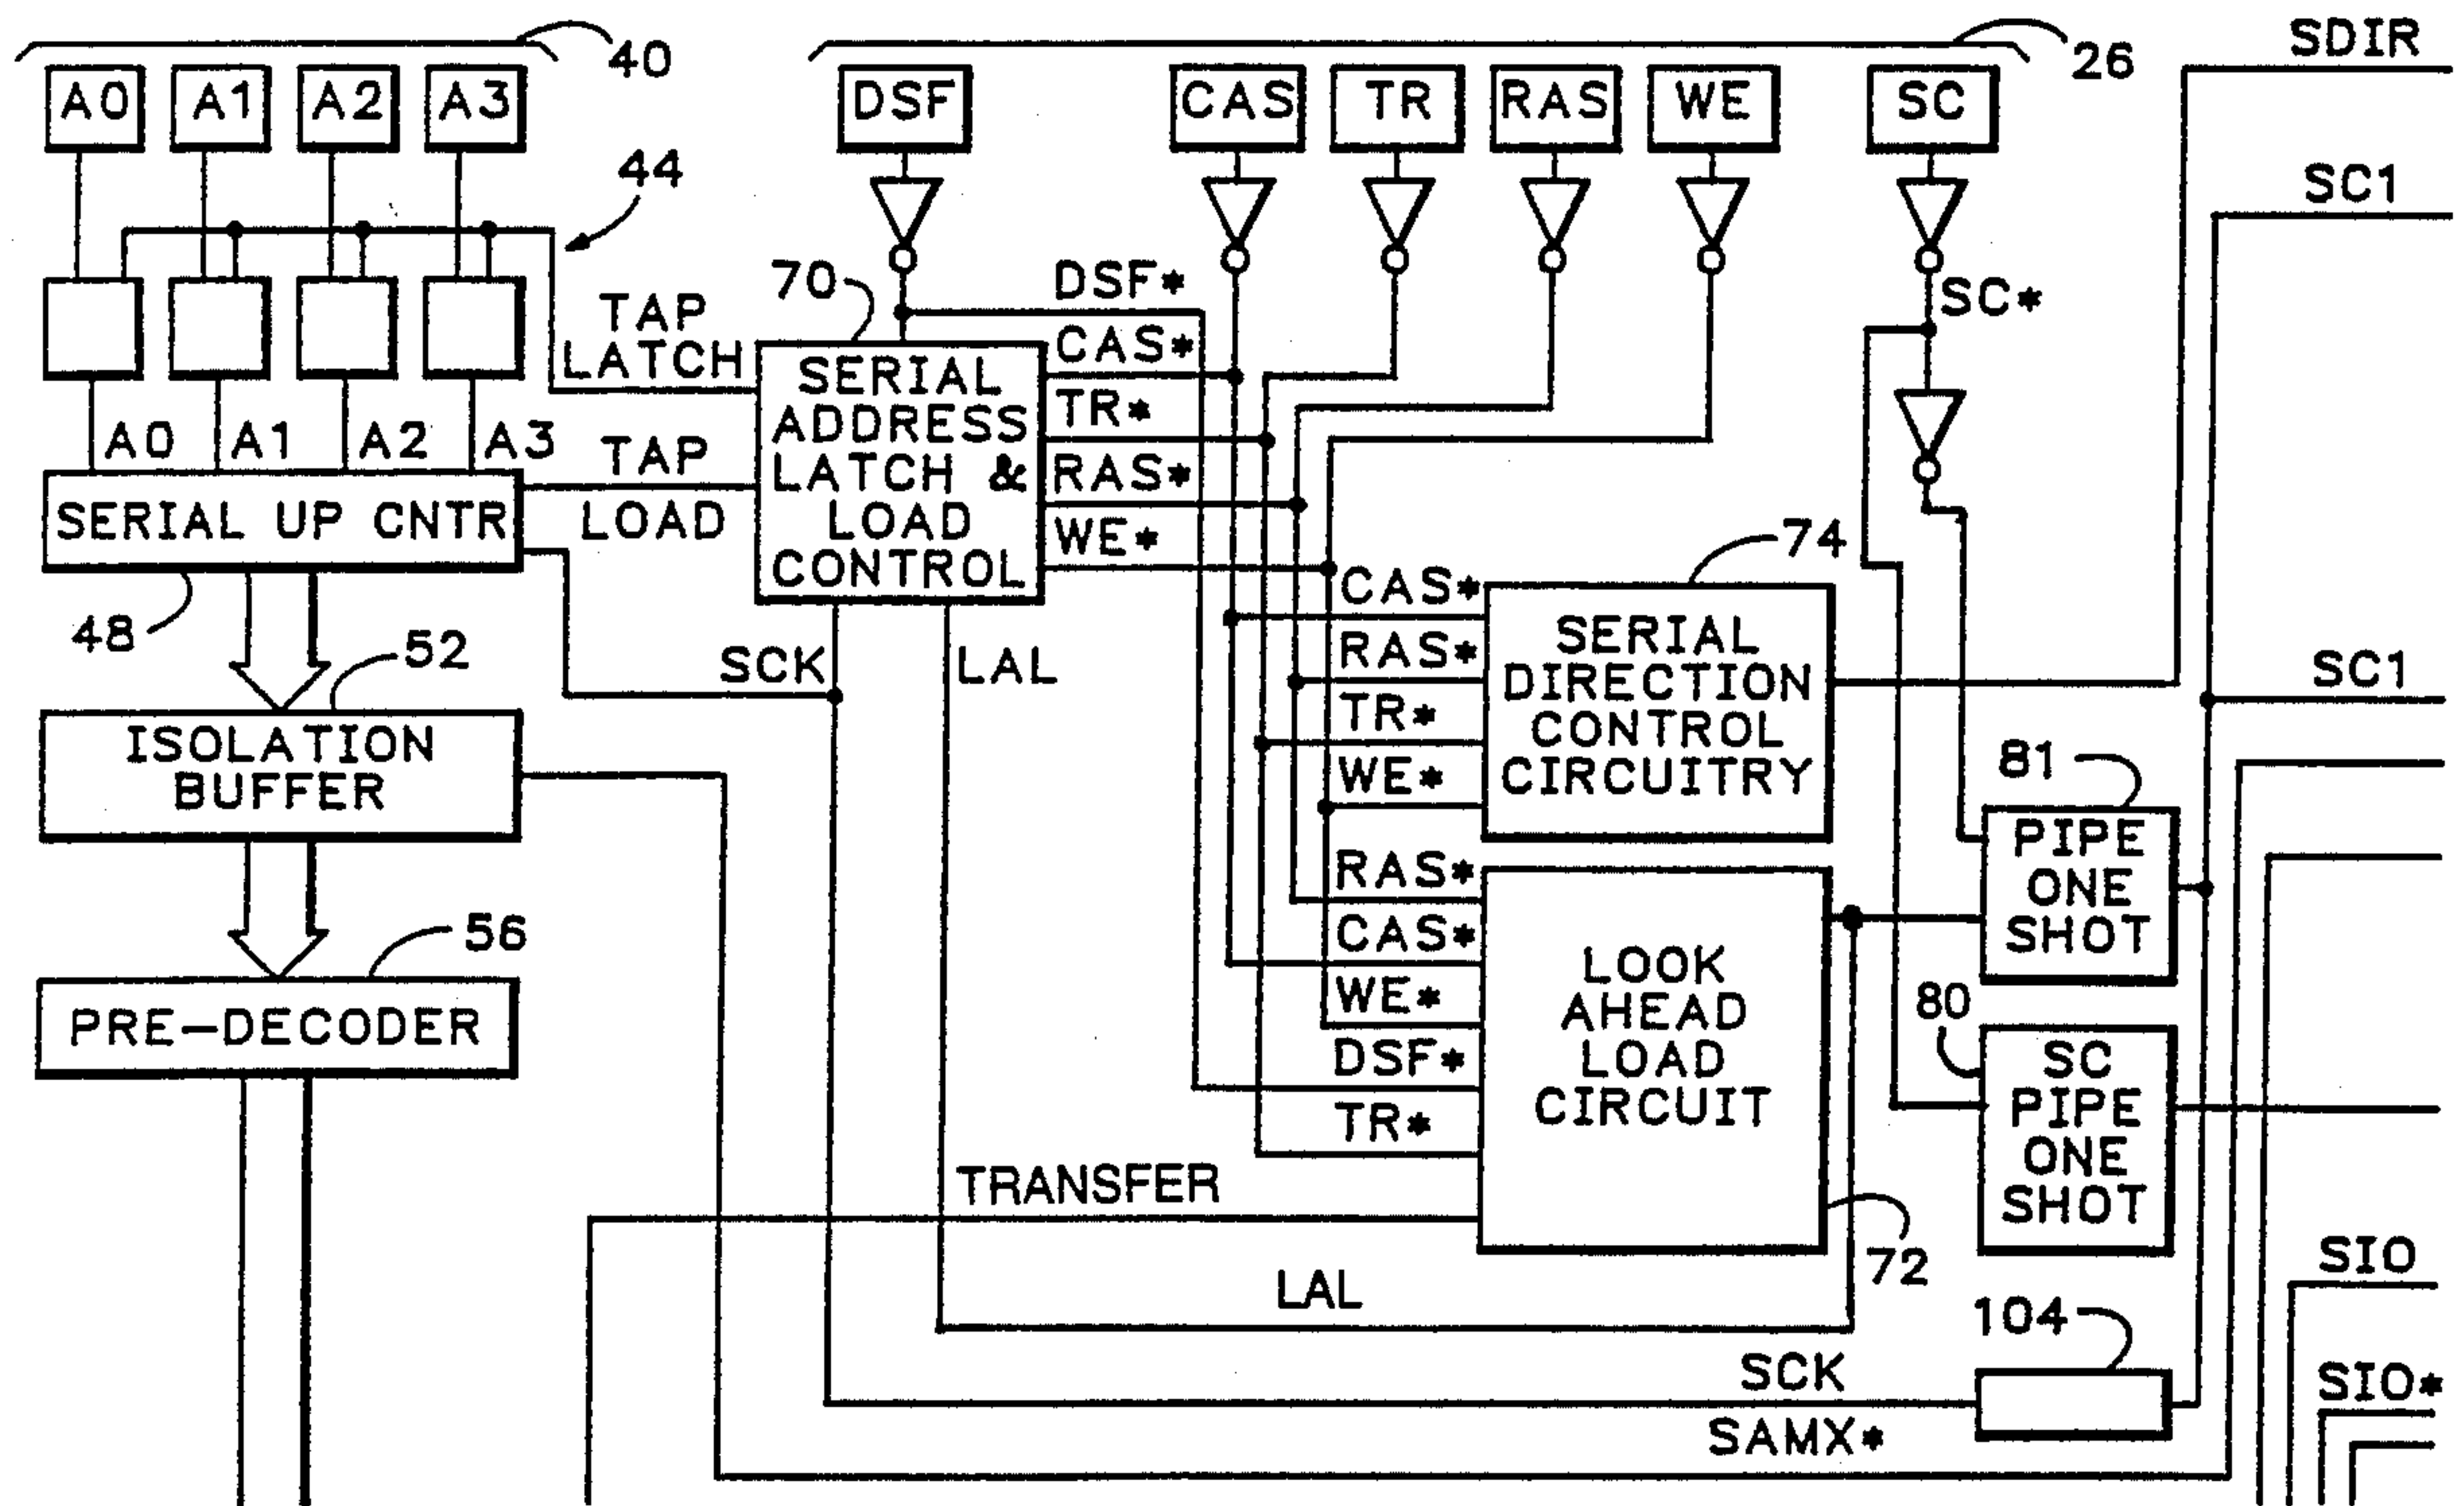 40
26
SDIR
A0 A1 A2 A3
DSF CAS TR RAS WE SC
44
SC1
70
DSF*
SC*
TAP
LATCH
CAS*
SERIAL
ADDRESS
LATCH &
LOAD
CONTROL
TR*
RAS*
WE*
A0 A1 A2 A3
TAP
LOAD
SERIAL UP CNTR
48
74
CAS*
RAS*
TR*
WE*
SERIAL
DIRECTION
CONTROL
CIRCUITRY
SC1
52
SCK
LAL
ISOLATION
BUFFER
81
PIPE
ONE
SHOT
56
PRE-DECODER
RAS*
CAS*
WE*
DSF*
TR*
LOOK
AHEAD
LOAD
CIRCUIT
80
SC
PIPE
ONE
SHOT
TRANSFER
72
SIO
LAL
104
SCK
SIO*
SAMX*